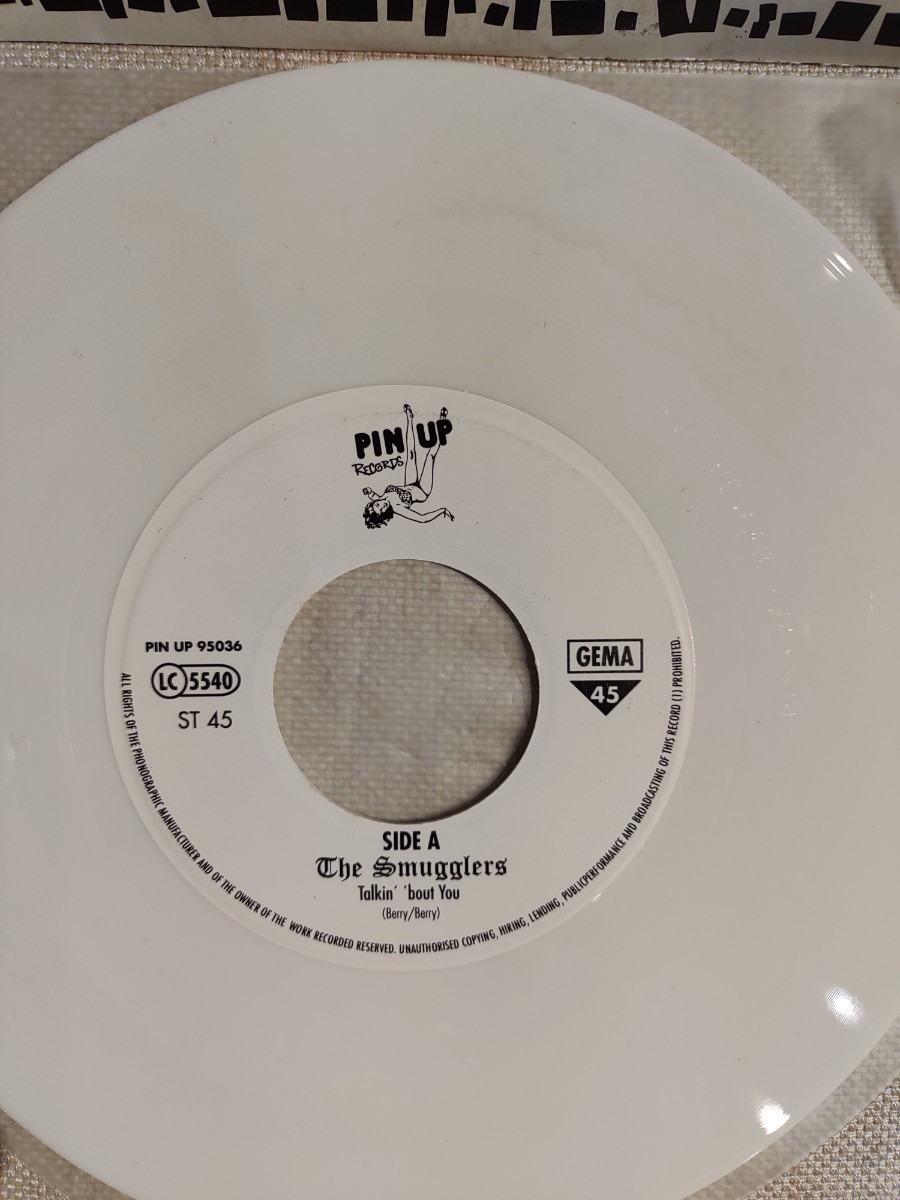 PIN UP
RECORDS
PIN UP 95036
LC 5540
ST 45
GEMA
45
SIDE A
The Smugglers
Talkin´ ´bout You
(Berry/Berry)
ALL RIGHTS OF THE PHONOGRAPHIC MANUFACTURER AND OF THE OWNER OF THE WORK RECORDED RESERVED. UNAUTHORISED COPYING, HIRING, LENDING, PUBLICPERFORMANCE AND BROADCASTING OF THIS RECORD (1) PROHIBITED.